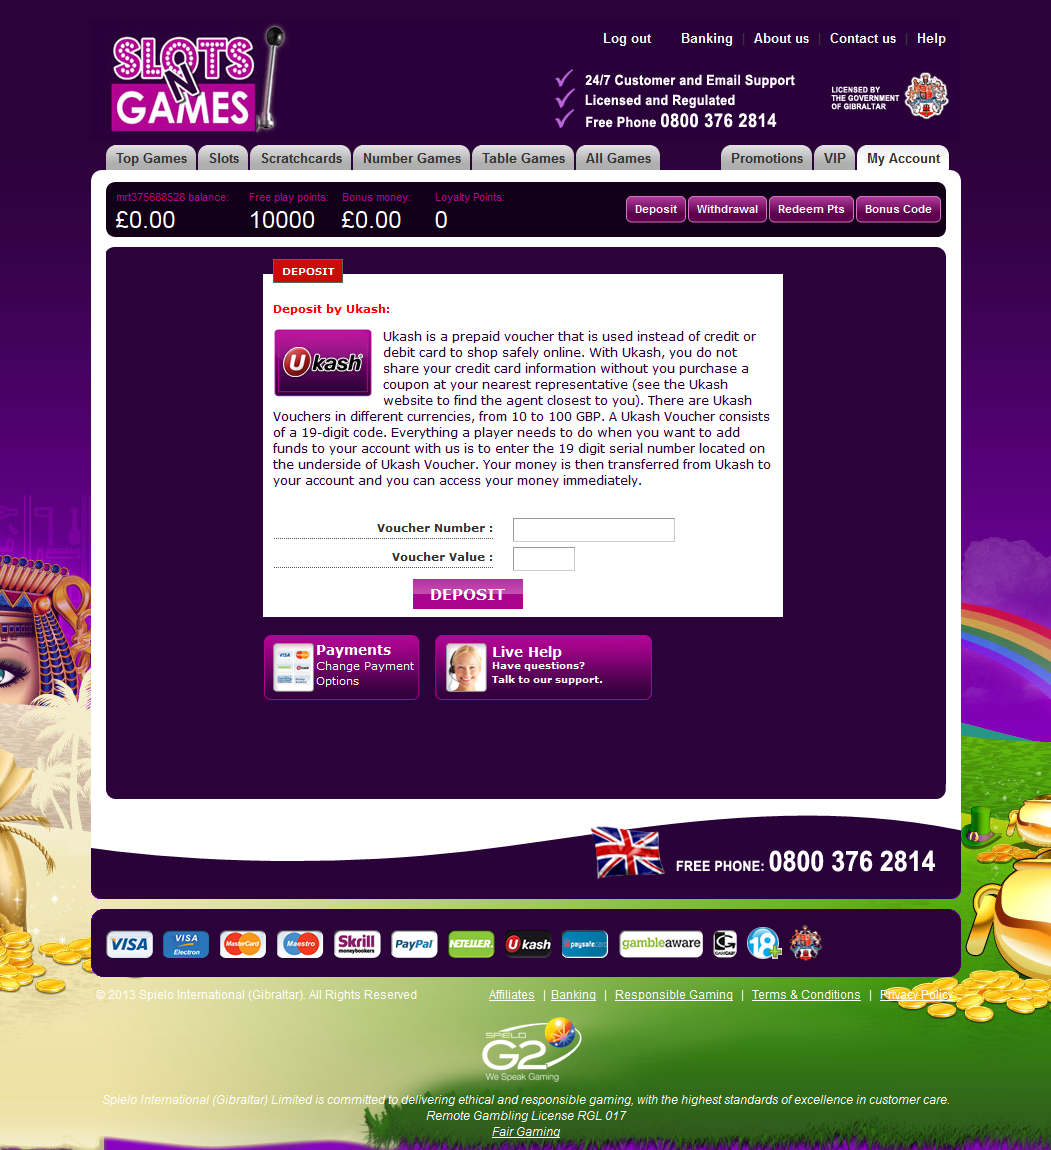 SLOTS
N
GAMES
Log out Banking | About us | Contact us | Help
24/7 Customer and Email Support
Licensed and Regulated
Free Phone 0800 376 2814
LICENSED BY
THE GOVERNMENT
OF GIBRALTAR
Top Games Slots Scratchcards Number Games Table Games All Games Promotions VIP My Account
mrt375688528 balance: Free play points: Bonus money: Loyalty Points:
£0.00 10000 £0.00 0
Deposit Withdrawal Redeem Pts Bonus Code
DEPOSIT
Deposit by Ukash:
Ukash
Ukash is a prepaid voucher that is used instead of credit or
debit card to shop safely online. With Ukash, you do not
share your credit card information without you purchase a
coupon at your nearest representative (see the Ukash
website to find the agent closest to you). There are Ukash
Vouchers in different currencies, from 10 to 100 GBP. A Ukash Voucher consists
of a 19-digit code. Everything a player needs to do when you want to add
funds to your account with us is to enter the 19 digit serial number located on
the underside of Ukash Voucher. Your money is then transferred from Ukash to
your account and you can access your money immediately.
Voucher Number :
Voucher Value :
DEPOSIT
Payments
Change Payment
Options
Live Help
Have questions?
Talk to our support.
FREE PHONE: 0800 376 2814
VISA VISA Electron MasterCard Maestro Skrill moneybookers PayPal NETELLER. Ukash paysafecard gambleaware GamCare 18+
© 2013 Spielo International (Gibraltar). All Rights Reserved
Affiliates | Banking | Responsible Gaming | Terms & Conditions | Privacy Policy
SPIELO
G2
We Speak Gaming
Spielo International (Gibraltar) Limited is committed to delivering ethical and responsible gaming, with the highest standards of excellence in customer care.
Remote Gambling License RGL 017
Fair Gaming